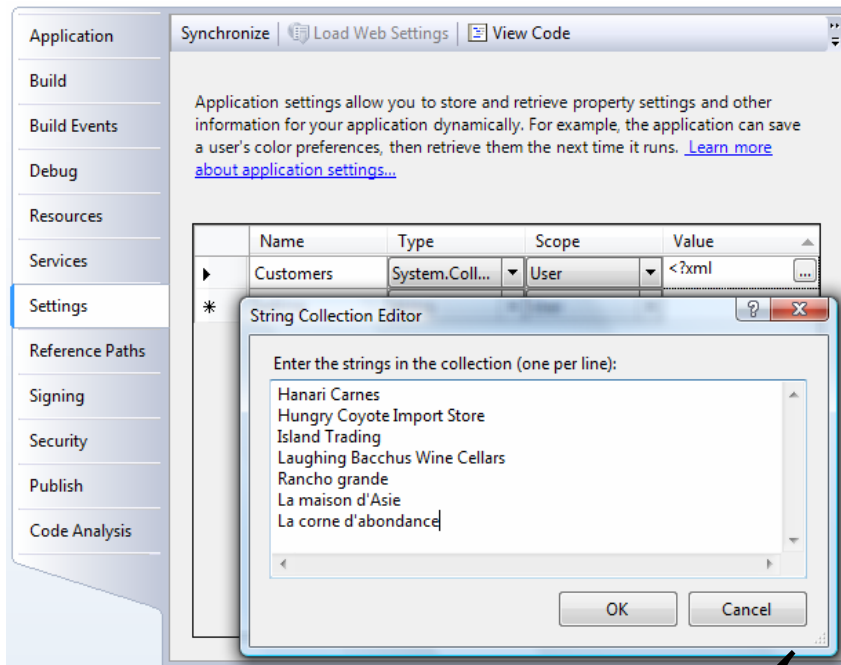 Application
Build
Build Events
Debug
Resources
Services
Settings
Reference Paths
Signing
Security
Publish
Code Analysis
Synchronize Load Web Settings View Code
Application settings allow you to store and retrieve property settings and other
information for your application dynamically. For example, the application can save
a user's color preferences, then retrieve them the next time it runs. Learn more
about application settings...
Name Type Scope Value
Customers System.Coll... User <?xml ...
String Collection Editor
Enter the strings in the collection (one per line):
Hanari Carnes
Hungry Coyote Import Store
Island Trading
Laughing Bacchus Wine Cellars
Rancho grande
La maison d'Asie
La corne d'abondance
OK Cancel